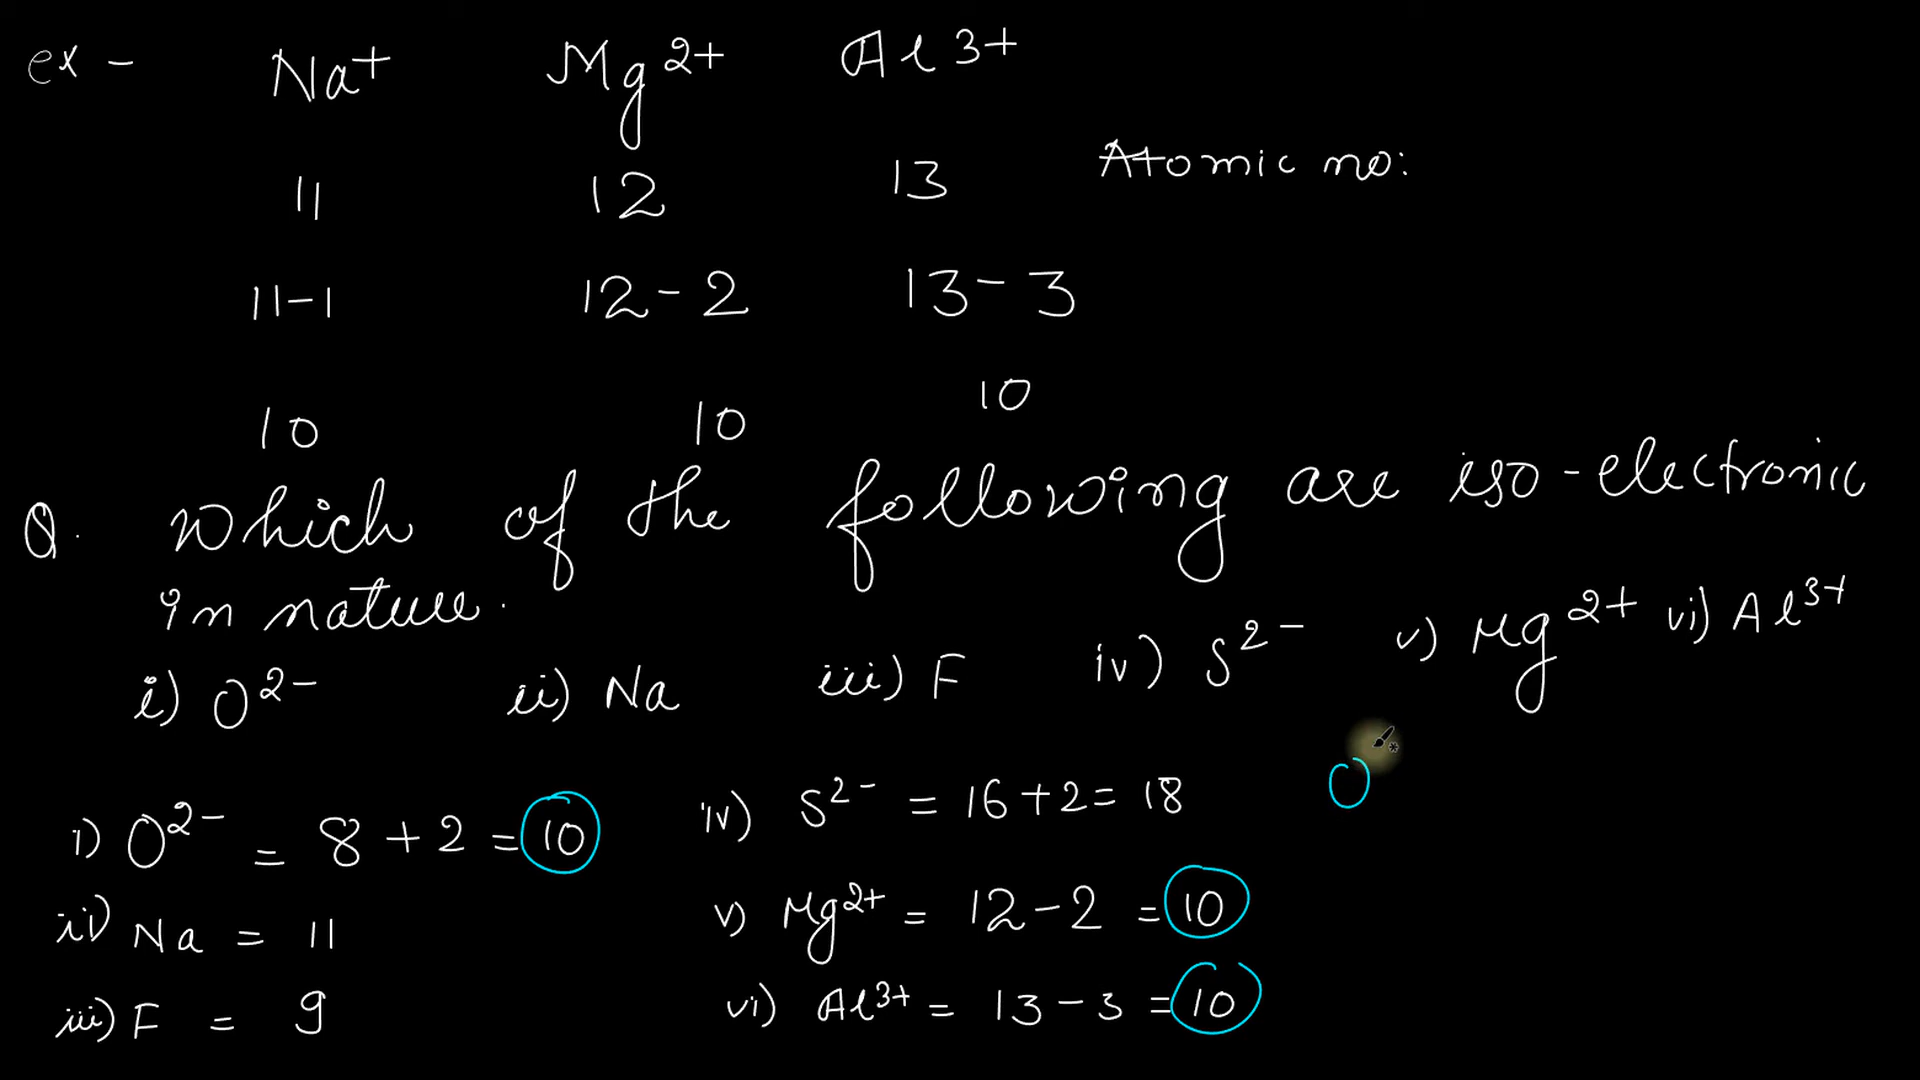 ex - Na+ Mg2+ Al3+
11 12 13 Atomic no:
11-1 12-2 13-3
10 10 10
Q. Which of the following are iso-electronic
in nature.
i) O2- ii) Na iii) F iv) S2- v) Mg2+ vi) Al3+
i) O2- = 8+2 = 10 iv) S2- = 16+2= 18 O
ii) Na = 11 v) Mg2+ = 12-2 = 10
iii) F = 9 vi) Al3+ = 13-3 = 10